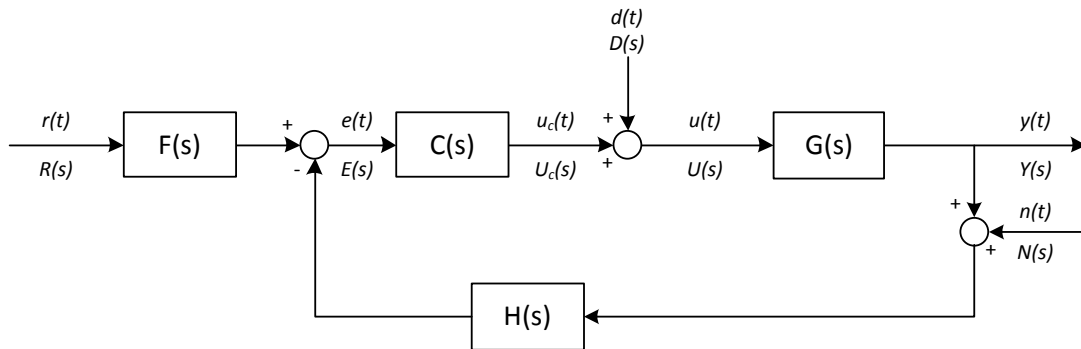 d(t)
D(s)
r(t)
R(s)
F(s)
+
-
e(t)
E(s)
C(s)
u_c(t)
U_c(s)
+
+
u(t)
U(s)
G(s)
y(t)
Y(s)
+
+
n(t)
N(s)
H(s)